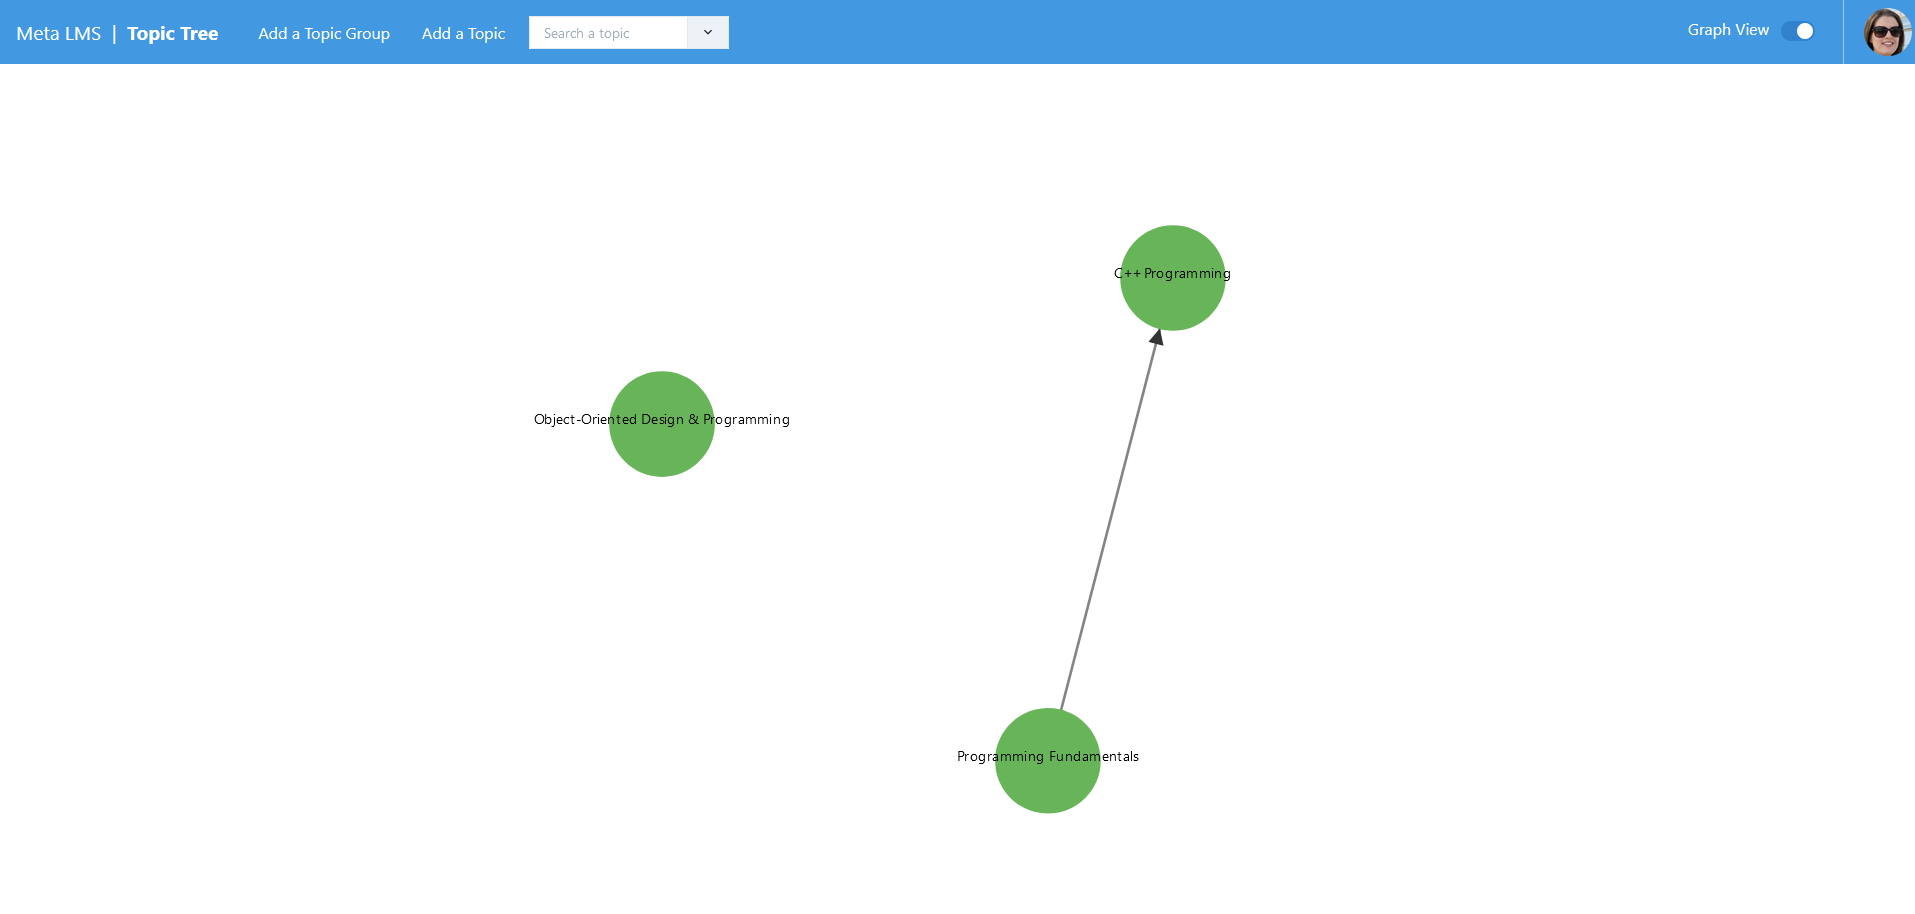 Meta LMS | Topic Tree
Add a Topic Group
Add a Topic
Search a topic
Graph View
C++ Programming
Object-Oriented Design & Programming
Programming Fundamentals